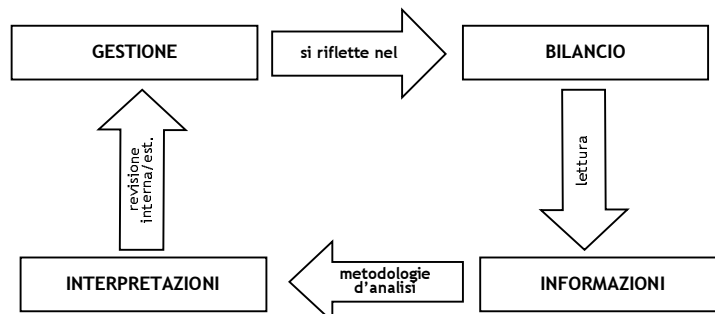 GESTIONE
si riflette nel
BILANCIO
revisione
interna/est.
lettura
INTERPRETAZIONI
metodologie
d'analisi
INFORMAZIONI